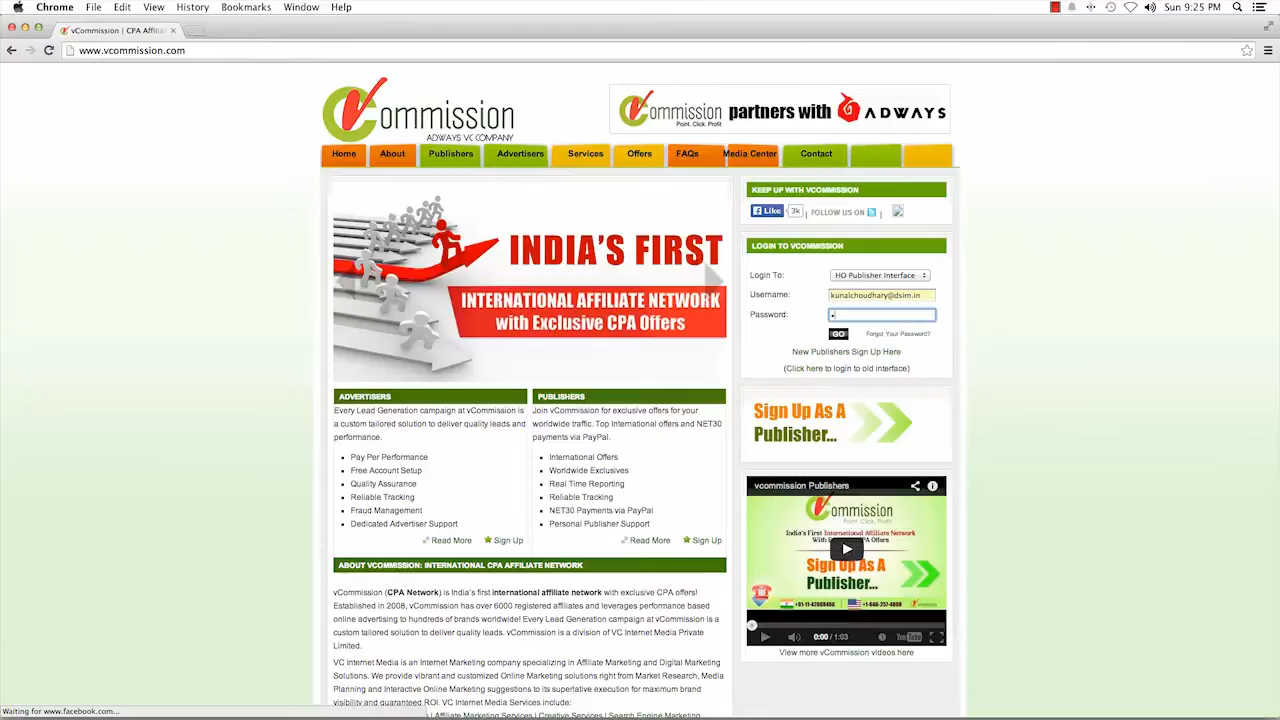 Chrome File Edit View History Bookmarks Window Help Sun 9:25 PM
vCommission | CPA Affilia
www.vcommission.com
Commission
ADWAYS VC COMPANY
Commission
Point. Click. Profit
partners with ADWAYS
Home About Publishers Advertisers Services Offers FAQs Media Center Contact
INDIA'S FIRST
INTERNATIONAL AFFILIATE NETWORK
with Exclusive CPA Offers
KEEP UP WITH VCOMMISSION
Like 3k | FOLLOW US ON |
LOGIN TO VCOMMISSION
Login To: HO Publisher Interface
Username: kunalchoudhary@dsim.in
Password:
GO Forgot Your Password?
New Publishers Sign Up Here
(Click here to login to old interface)
Sign Up As A
Publisher...
ADVERTISERS
Every Lead Generation campaign at vCommission is
a custom tailored solution to deliver quality leads and
performance.
• Pay Per Performance
• Free Account Setup
• Quality Assurance
• Reliable Tracking
• Fraud Management
• Dedicated Advertiser Support
Read More Sign Up
PUBLISHERS
Join vCommission for exclusive offers for your
worldwide traffic. Top International offers and NET30
payments via PayPal.
• International Offers
• Worldwide Exclusives
• Real Time Reporting
• Reliable Tracking
• NET30 Payments via PayPal
• Personal Publisher Support
Read More Sign Up
vcommission Publishers
Commission
Point. Click. Profit
India's First International Affiliate Network
With Exclusive CPA Offers
Sign Up As A
Publisher...
+91-11-42000400 +1-646-757-4088
0:00 / 1:03 YouTube
View more vCommission videos here
ABOUT VCOMMISSION: INTERNATIONAL CPA AFFILIATE NETWORK
vCommission (CPA Network) is India's first international affiliate network with exclusive CPA offers!
Established in 2008, vCommission has over 6000 registered affiliates and leverages performance based
online advertising to hundreds of brands worldwide! Every Lead Generation campaign at vCommission is a
custom tailored solution to deliver quality leads. vCommission is a division of VC Internet Media Private
Limited.
VC Internet Media is an Internet Marketing company specializing in Affiliate Marketing and Digital Marketing
Solutions. We provide vibrant and customized Online Marketing solutions right from Market Research, Media
Planning and Interactive Online Marketing suggestions to its superlative execution for maximum brand
visibility and guaranteed ROI. VC Internet Media Services include:
| Affiliate Marketing Services | Creative Services | Search Engine Marketing
Waiting for www.facebook.com...